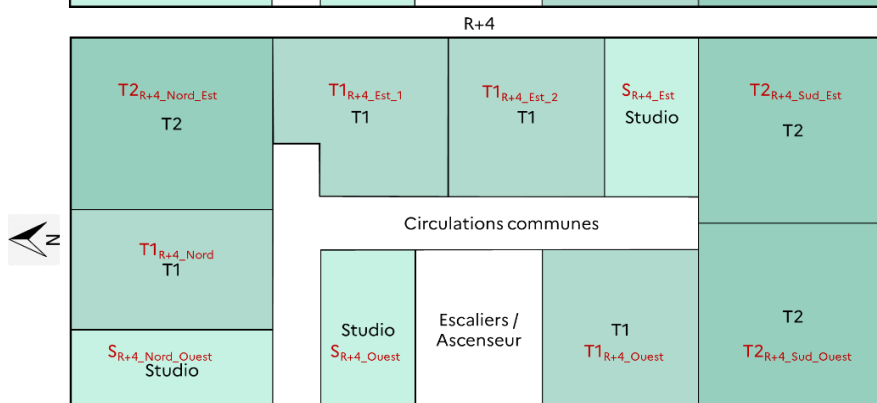 R+4
T2R+4_Nord_Est
T2
T1R+4_Est_1
T1
T1R+4_Est_2
T1
SR+4_Est
Studio
T2R+4_Sud_Est
T2
Circulations communes
N
T1R+4_Nord
T1
SR+4_Nord_Ouest
Studio
Studio
SR+4_Ouest
Escaliers /
Ascenseur
T1
T1R+4_Ouest
T2
T2R+4_Sud_Ouest